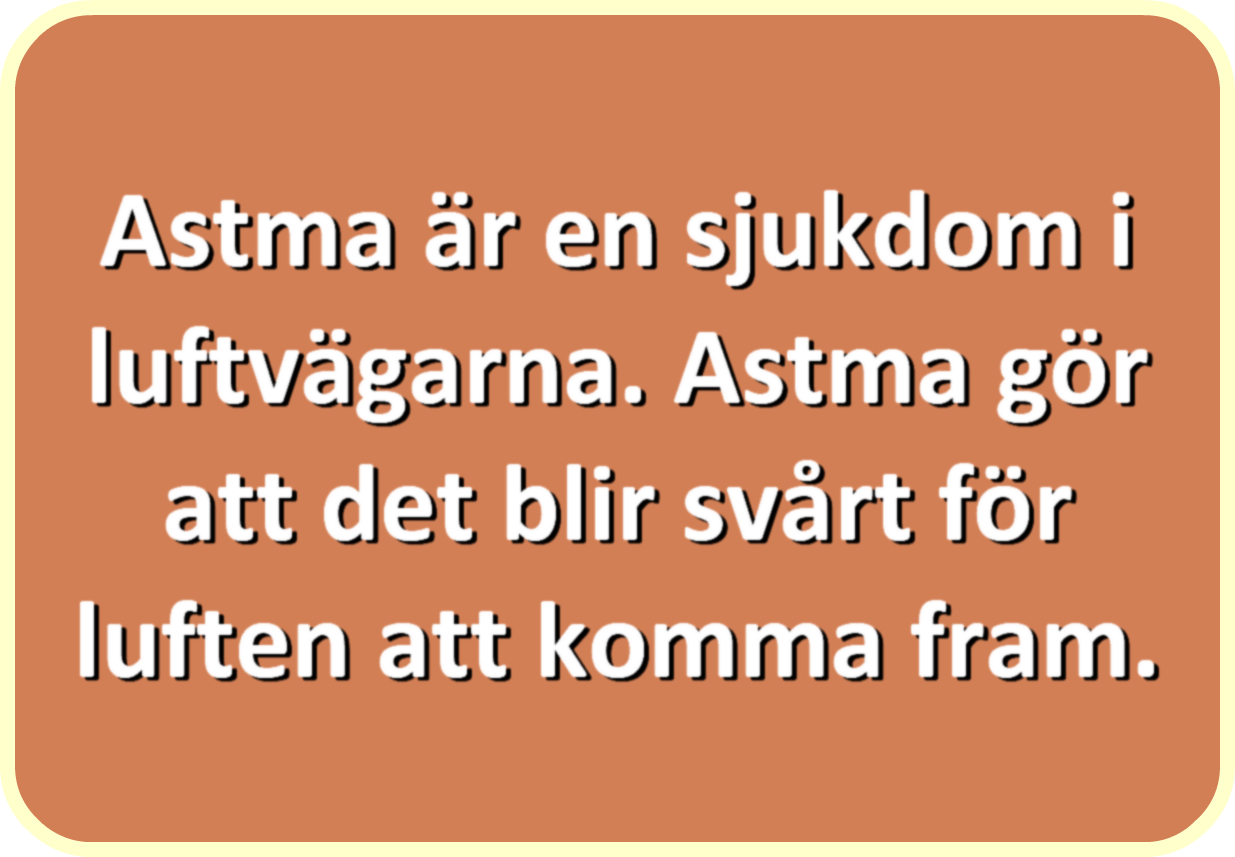 Astma är en sjukdom i
luftvägarna. Astma gör
att det blir svårt för
luften att komma fram.